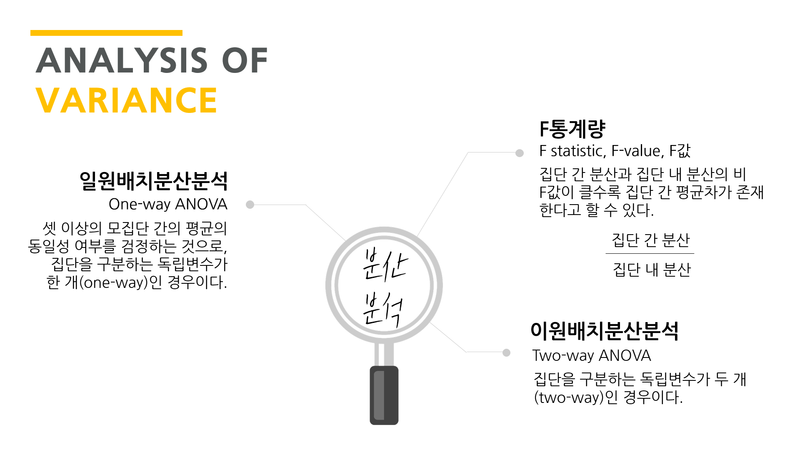 ANALYSIS OF
VARIANCE
일원배치분산분석
One-way ANOVA
셋 이상의 모집단 간의 평균의
동일성 여부를 검정하는 것으로,
집단을 구분하는 독립변수가
한 개(one-way)인 경우이다.
분산
분석
F통계량
F statistic, F-value, F값
집단 간 분산과 집단 내 분산의 비
F값이 클수록 집단 간 평균차가 존재
한다고 할 수 있다.
집단 간 분산
집단 내 분산
이원배치분산분석
Two-way ANOVA
집단을 구분하는 독립변수가 두 개
(two-way)인 경우이다.